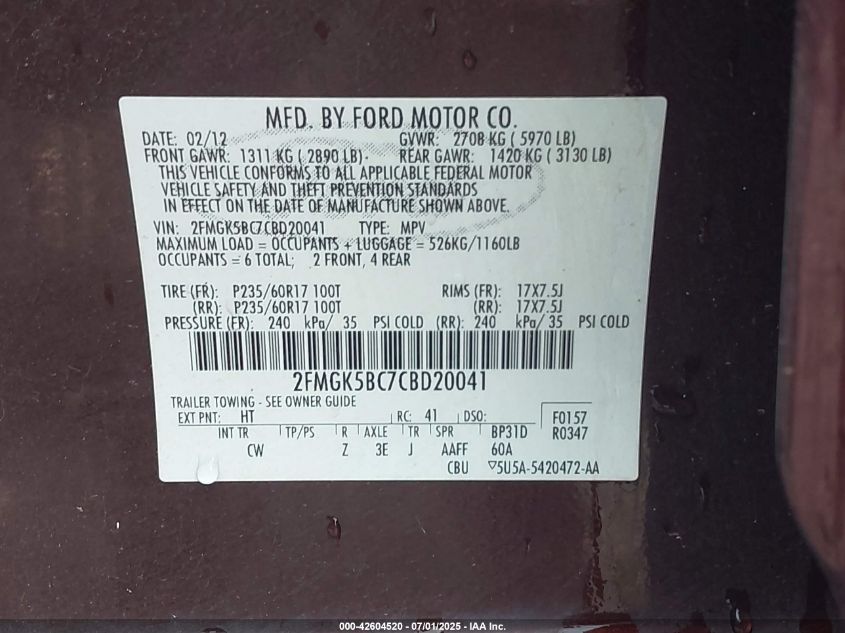 MFD. BY FORD MOTOR CO.
DATE: 02/12 GVWR: 2708 KG ( 5970 LB)
FRONT GAWR: 1311 KG ( 2890 LB) REAR GAWR: 1420 KG ( 3130 LB)
THIS VEHICLE CONFORMS TO ALL APPLICABLE FEDERAL MOTOR
VEHICLE SAFETY AND THEFT PREVENTION STANDARDS
IN EFFECT ON THE DATE OF MANUFACTURE SHOWN ABOVE.
VIN: 2FMGK5BC7CBD20041 TYPE: MPV
MAXIMUM LOAD = OCCUPANTS + LUGGAGE = 526KG/1160LB
OCCUPANTS = 6 TOTAL; 2 FRONT, 4 REAR
TIRE (FR): P235/60R17 100T RIMS (FR): 17X7.5J
(RR): P235/60R17 100T (RR): 17X7.5J
PRESSURE (FR): 240 kPa/ 35 PSI COLD (RR): 240 kPa/ 35 PSI COLD
2FMGK5BC7CBD20041
TRAILER TOWING - SEE OWNER GUIDE
EXT PNT: HT RC: 41 DSO: F0157
INT TR TP/PS R AXLE TR SPR BP31D R0347
CW Z 3E J AAFF 60A
CBU ▽5U5A-5420472-AA
000-42604520 - 07/01/2025 - IAA Inc.